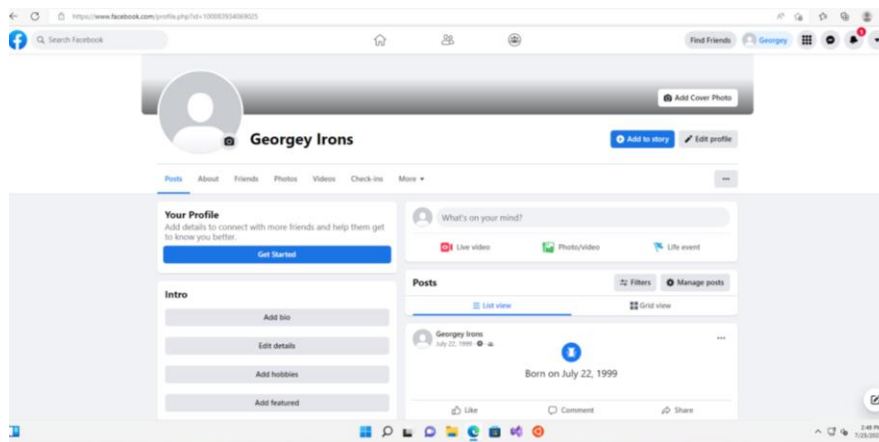 https://www.facebook.com/profile.php?id=100083934069025
Search Facebook
Find Friends
Georgey
Add Cover Photo
Georgey Irons
Add to story
Edit profile
Posts About Friends Photos Videos Check-ins More
Your Profile
Add details to connect with more friends and help them get
to know you better.
Get Started
What's on your mind?
Live video
Photo/video
Life event
Intro
Add bio
Edit details
Add hobbies
Add featured
Posts
Filters
Manage posts
List view
Grid view
Georgey Irons
July 22, 1999
Born on July 22, 1999
Like
Comment
Share